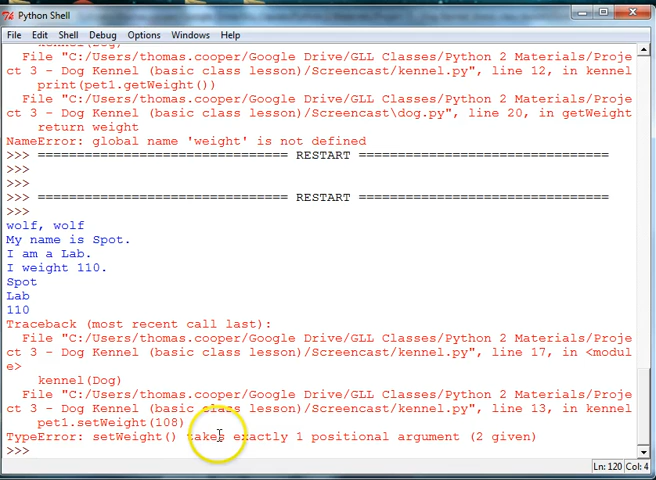 Python Shell
File Edit Shell Debug Options Windows Help
kennel(Dog)
File "C:/Users/thomas.cooper/Google Drive/GLL Classes/Python 2 Materials/Proje
ct 3 - Dog Kennel (basic class lesson)/Screencast/kennel.py", line 12, in kennel
print(pet1.getWeight())
File "C:/Users/thomas.cooper/Google Drive/GLL Classes/Python 2 Materials/Proje
ct 3 - Dog Kennel (basic class lesson)/Screencast\dog.py", line 20, in getWeight
return weight
NameError: global name 'weight' is not defined
>>> ================================ RESTART ================================
>>>
>>>
>>> ================================ RESTART ================================
>>>
wolf, wolf
My name is Spot.
I am a Lab.
I weight 110.
Spot
Lab
110
Traceback (most recent call last):
File "C:/Users/thomas.cooper/Google Drive/GLL Classes/Python 2 Materials/Proje
ct 3 - Dog Kennel (basic class lesson)/Screencast/kennel.py", line 17, in <modul
e>
kennel(Dog)
File "C:/Users/thomas.cooper/Google Drive/GLL Classes/Python 2 Materials/Proje
ct 3 - Dog Kennel (basic class lesson)/Screencast/kennel.py", line 13, in kennel
pet1.setWeight(108)
TypeError: setWeight() takes exactly 1 positional argument (2 given)
>>>
Ln: 120 Col: 4